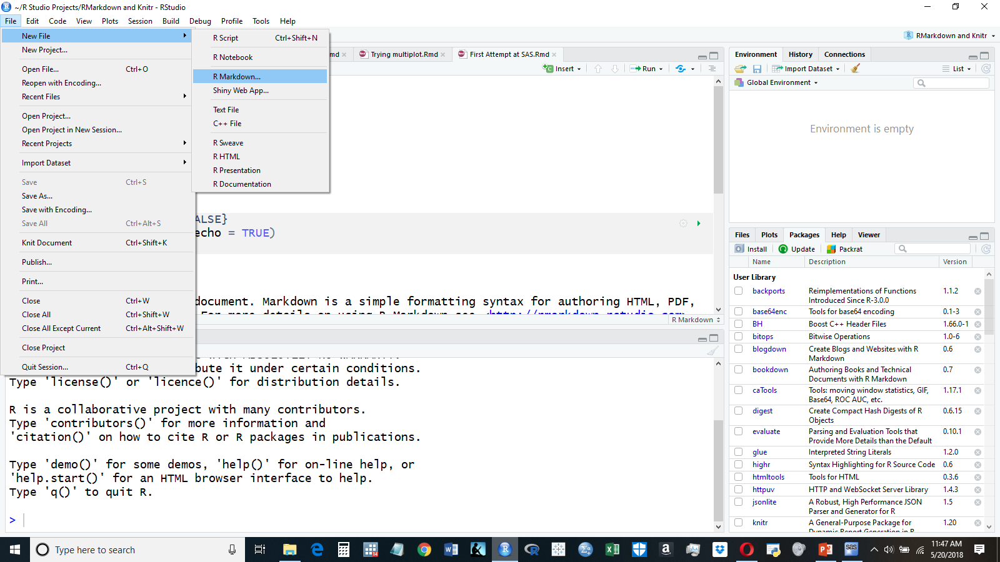 ~/R Studio Projects/RMarkdown and Knitr - RStudio
File Edit Code View Plots Session Build Debug Profile Tools Help
New File
New Project...
Open File... Ctrl+O
Reopen with Encoding...
Recent Files
Open Project...
Open Project in New Session...
Recent Projects
Import Dataset
Save Ctrl+S
Save As...
Save with Encoding...
Save All Ctrl+Alt+S
Knit Document Ctrl+Shift+K
Publish...
Print...
Close Ctrl+W
Close All Ctrl+Shift+W
Close All Except Current Ctrl+Alt+Shift+W
Close Project
Quit Session... Ctrl+Q
R Script Ctrl+Shift+N
R Notebook
R Markdown...
Shiny Web App...
Text File
C++ File
R Sweave
R HTML
R Presentation
R Documentation
RMarkdown and Knitr
md Trying multiplot.Rmd First Attempt at SAS.Rmd
Insert Run
ALSE}
echo = TRUE)
document. Markdown is a simple formatting syntax for authoring HTML, PDF,
For more details on using R Markdown see <http://rmarkdown.rstudio.com>
R Markdown
bute it under certain conditions.
Type 'license()' or 'licence()' for distribution details.
R is a collaborative project with many contributors.
Type 'contributors()' for more information and
'citation()' on how to cite R or R packages in publications.
Type 'demo()' for some demos, 'help()' for on-line help, or
'help.start()' for an HTML browser interface to help.
Type 'q()' to quit R.
>
Environment History Connections
Import Dataset List
Global Environment
Environment is empty
Files Plots Packages Help Viewer
Install Update Packrat
Name Description Version
User Library
backports Reimplementations of Functions 1.1.2
Introduced Since R-3.0.0
base64enc Tools for base64 encoding 0.1-3
BH Boost C++ Header Files 1.66.0-1
bitops Bitwise Operations 1.0-6
blogdown Create Blogs and Websites with R 0.6
Markdown
bookdown Authoring Books and Technical 0.7
Documents with R Markdown
caTools Tools: moving window statistics, GIF, 1.17.1
Base64, ROC AUC, etc.
digest Create Compact Hash Digests of R 0.6.15
Objects
evaluate Parsing and Evaluation Tools that 0.10.1
Provide More Details than the Default
glue Interpreted String Literals 1.2.0
highr Syntax Highlighting for R Source Code 0.6
htmltools Tools for HTML 0.3.6
httpuv HTTP and WebSocket Server Library 1.4.3
jsonlite A Robust, High Performance JSON 1.5
Parser and Generator for R
knitr A General-Purpose Package for 1.20
Dynamic Report Generation in R
Type here to search
11:47 AM
5/20/2018